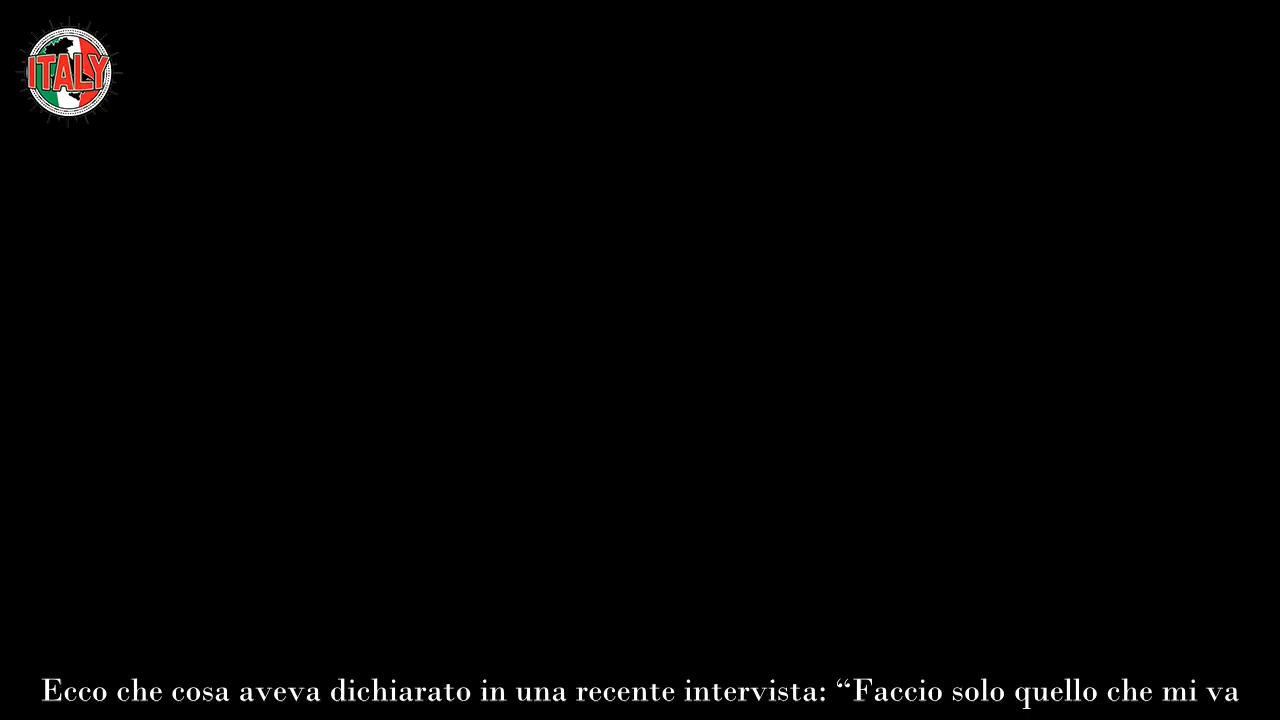 ITALY
Ecco che cosa aveva dichiarato in una recente intervista: “Faccio solo quello che mi va